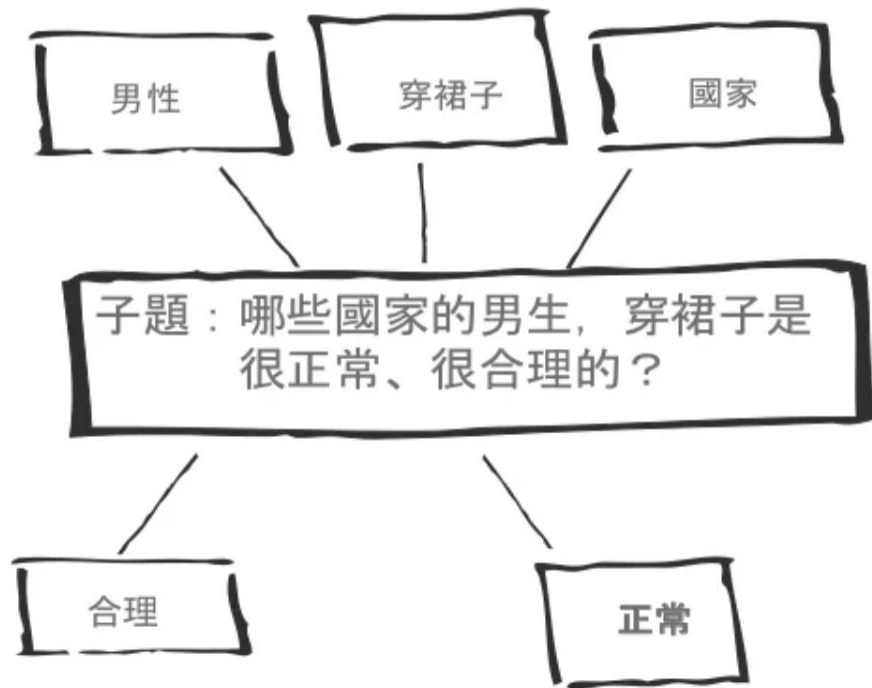 男性
穿裙子
國家
子題：哪些國家的男生，穿裙子是
很正常、很合理的？
合理
正常